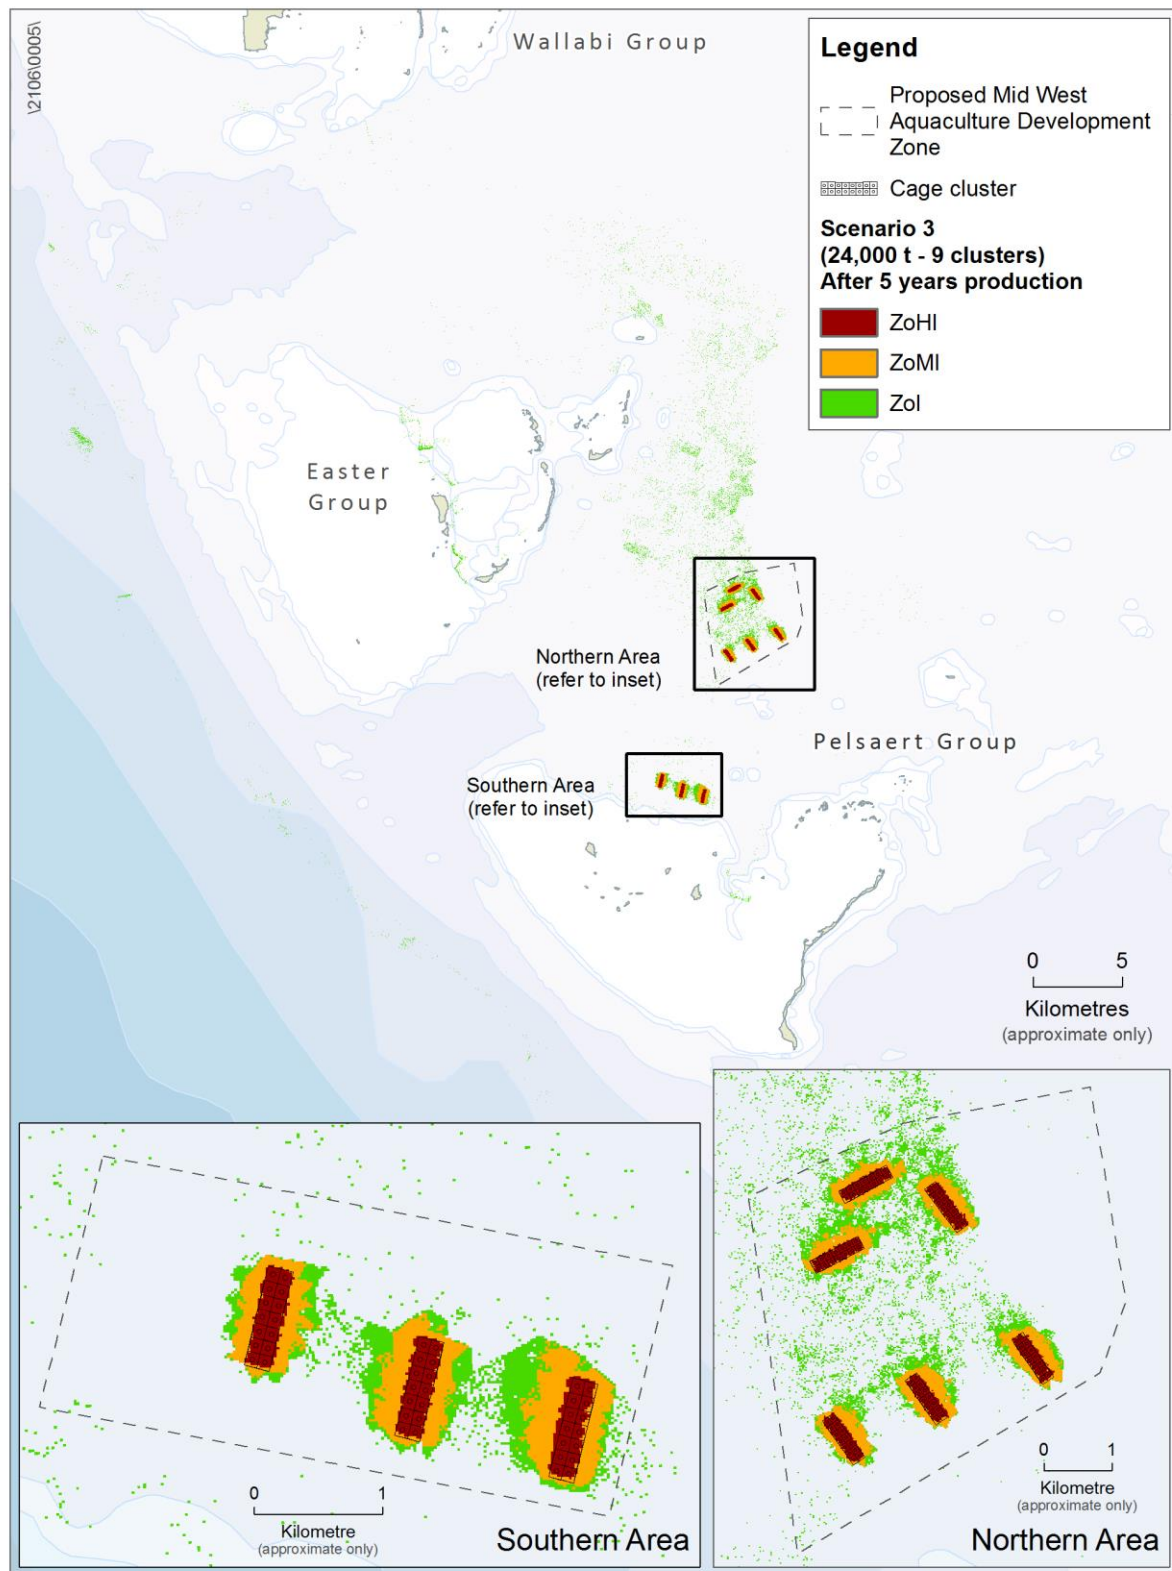 \2106\0005\
Wallabi Group
Legend
Proposed Mid West
Aquaculture Development
Zone
Cage cluster
Scenario 3
(24,000 t - 9 clusters)
After 5 years production
ZoHI
ZoMI
ZoI
Easter
Group
Northern Area
(refer to inset)
Pelsaert Group
Southern Area
(refer to inset)
0 5
Kilometres
(approximate only)
0 1
Kilometre
(approximate only)
Southern Area
0 1
Kilometre
(approximate only)
Northern Area